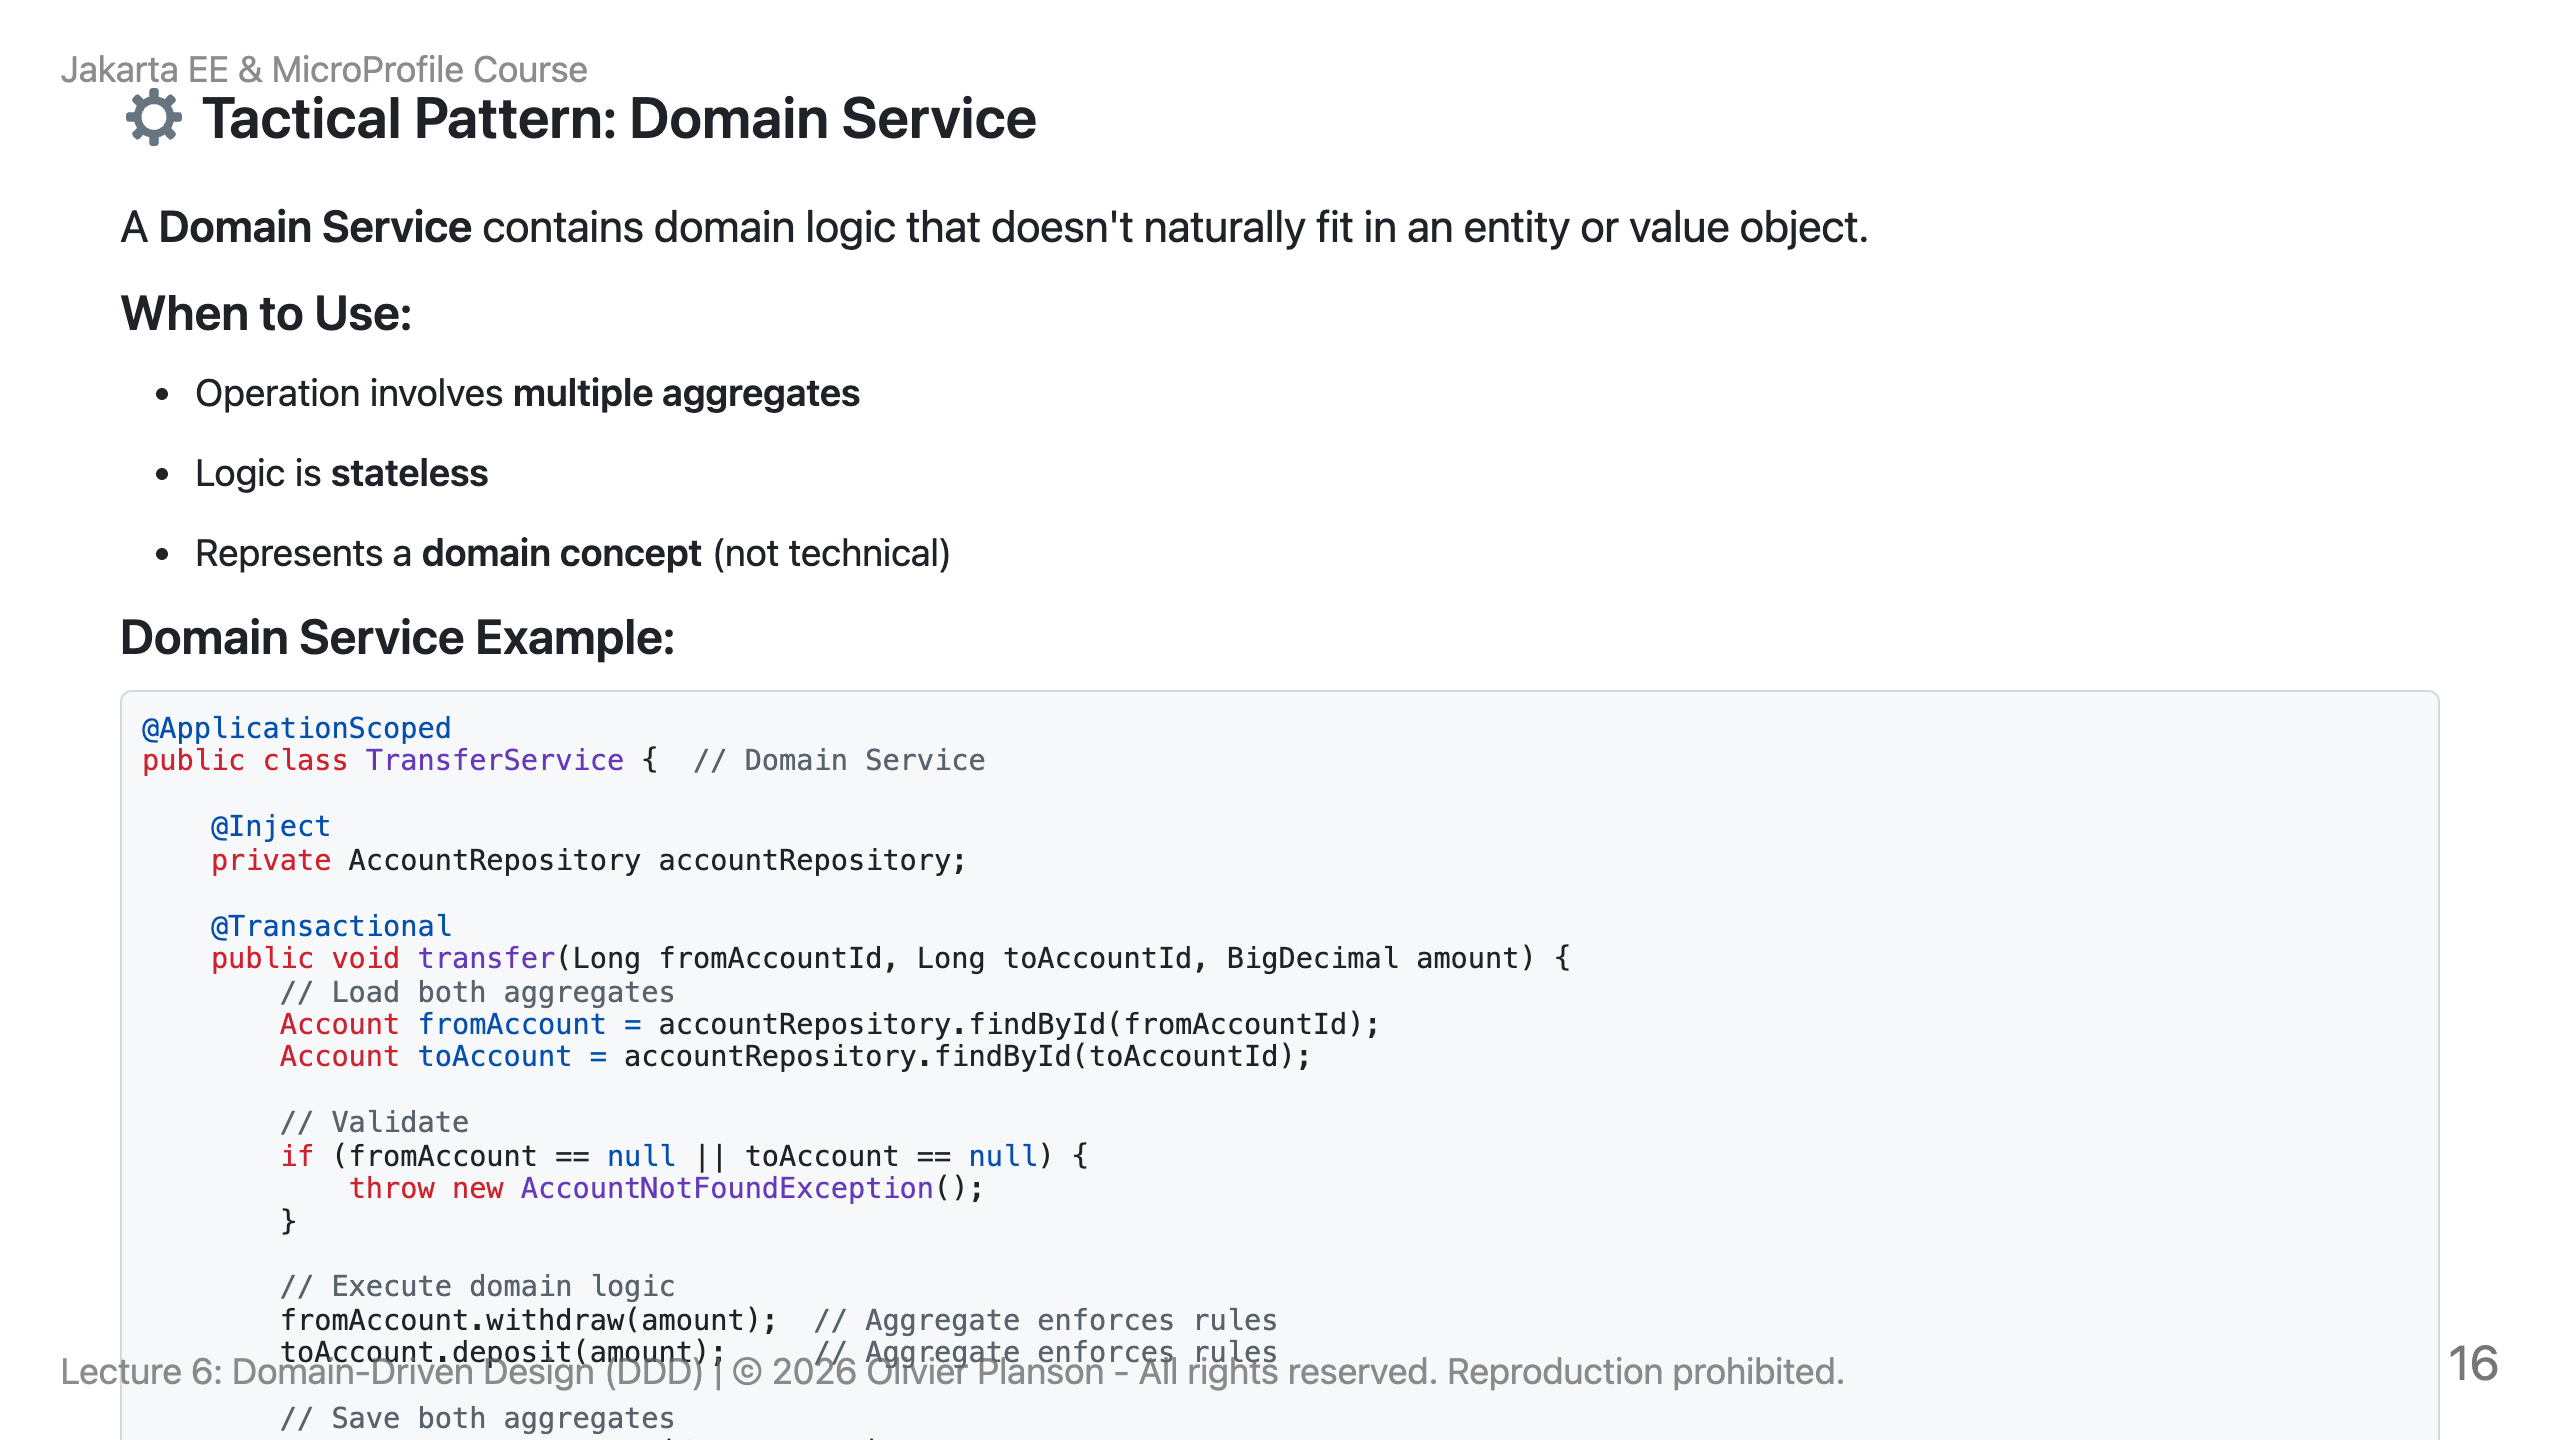 Jakarta EE & MicroProfile Course
Tactical Pattern: Domain Service
A Domain Service contains domain logic that doesn't naturally fit in an entity or value object.
When to Use:
• Operation involves multiple aggregates
• Logic is stateless
• Represents a domain concept (not technical)
Domain Service Example:
@ApplicationScoped
public class TransferService {  // Domain Service
    @Inject
    private AccountRepository accountRepository;
    @Transactional
    public void transfer(Long fromAccountId, Long toAccountId, BigDecimal amount) {
        // Load both aggregates
        Account fromAccount = accountRepository.findById(fromAccountId);
        Account toAccount = accountRepository.findById(toAccountId);
        // Validate
        if (fromAccount == null || toAccount == null) {
            throw new AccountNotFoundException();
        }
        // Execute domain logic
        fromAccount.withdraw(amount);  // Aggregate enforces rules
        toAccount.deposit(amount);     // Aggregate enforces rules
Lecture 6: Domain-Driven Design (DDD) | © 2026 Olivier Planson - All rights reserved. Reproduction prohibited.
16
        // Save both aggregates